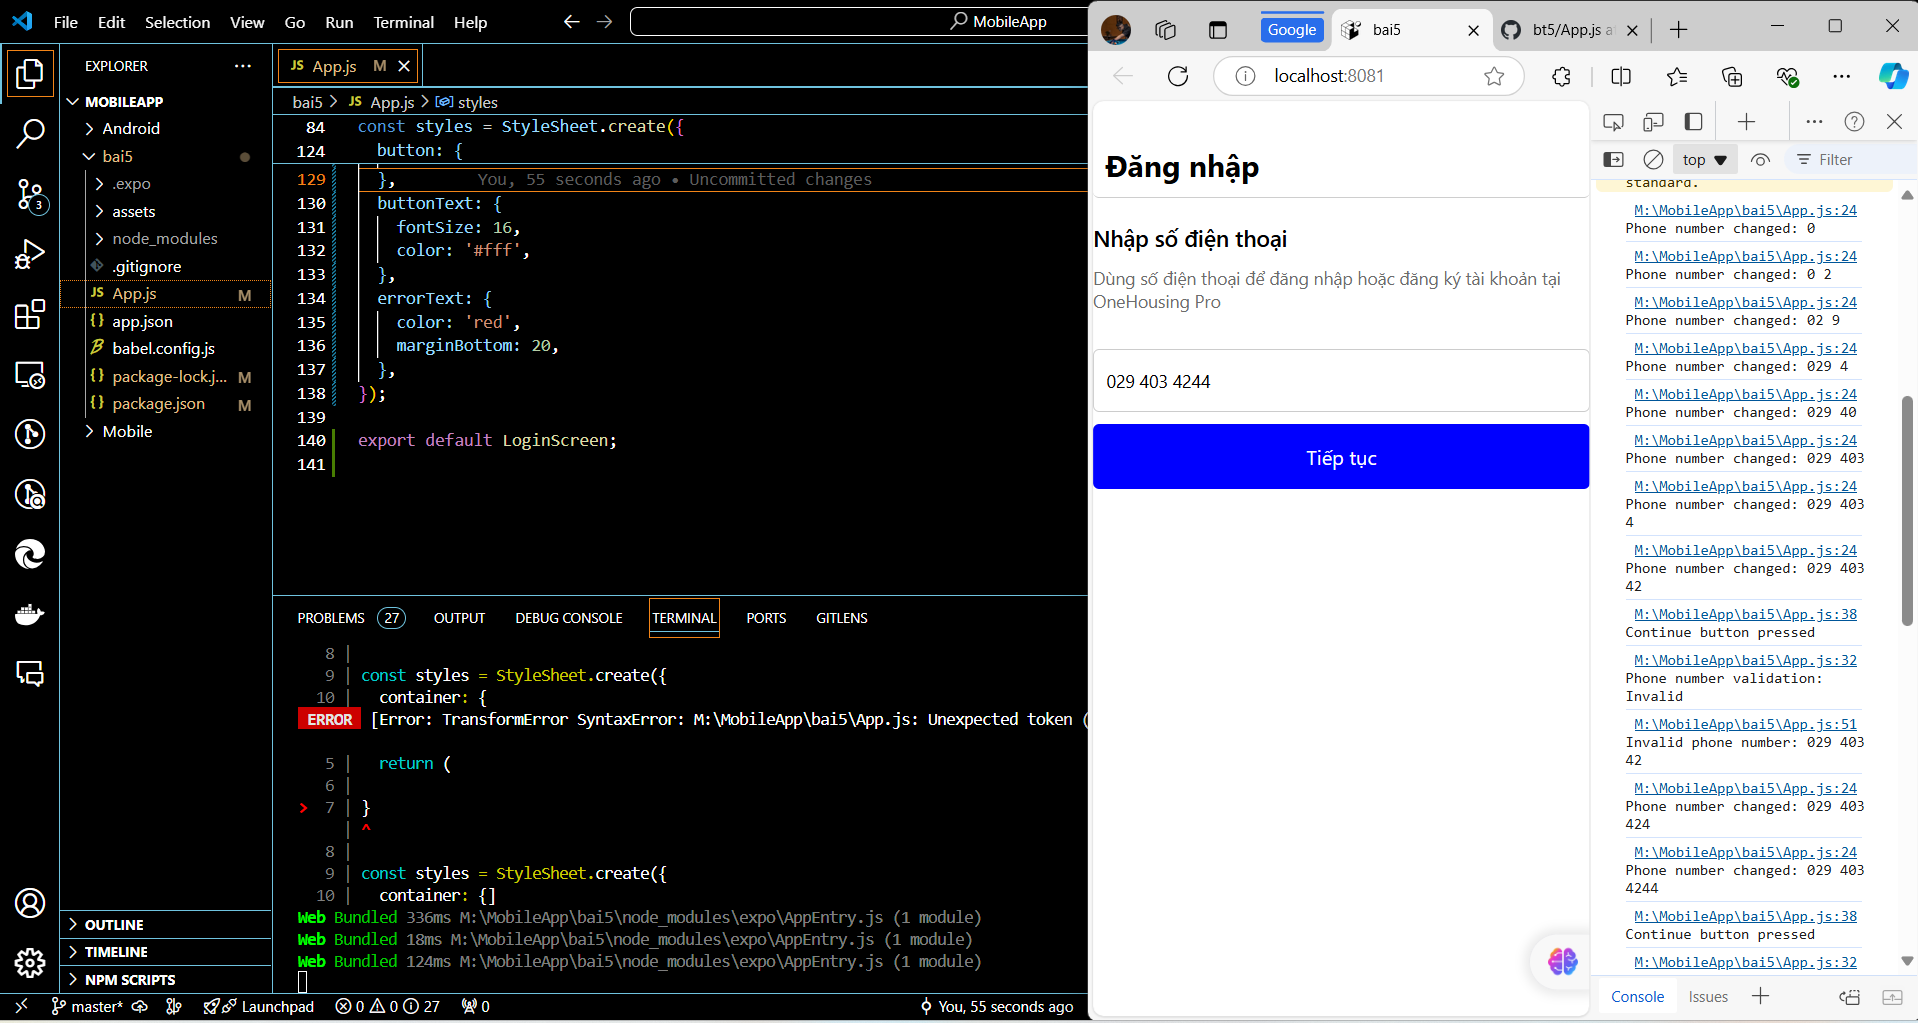 File Edit Selection View Go Run Terminal Help
MobileApp
EXPLORER
MOBILEAPP
Android
bai5
.expo
assets
node_modules
.gitignore
JS App.js M
{} app.json
babel.config.js
{} package-lock.j... M
{} package.json M
Mobile
OUTLINE
TIMELINE
NPM SCRIPTS
3
JS App.js M
bai5 > JS App.js > styles
84 const styles = StyleSheet.create({
124 button: {
129 }, You, 55 seconds ago • Uncommitted changes
130 buttonText: {
131 fontSize: 16,
132 color: '#fff',
133 },
134 errorText: {
135 color: 'red',
136 marginBottom: 20,
137 },
138 });
139
140 export default LoginScreen;
141
PROBLEMS 27 OUTPUT DEBUG CONSOLE TERMINAL PORTS GITLENS
8 |
9 | const styles = StyleSheet.create({
10 | container: {
ERROR [Error: TransformError SyntaxError: M:\MobileApp\bai5\App.js: Unexpected token (
5 | return (
6 |
> 7 | }
| ^
8 |
9 | const styles = StyleSheet.create({
10 | container: {]
Web Bundled 336ms M:\MobileApp\bai5\node_modules\expo\AppEntry.js (1 module)
Web Bundled 18ms M:\MobileApp\bai5\node_modules\expo\AppEntry.js (1 module)
Web Bundled 124ms M:\MobileApp\bai5\node_modules\expo\AppEntry.js (1 module)
master* Launchpad 0 0 27 0 You, 55 seconds ago
Google bai5 bt5/App.js a
localhost:8081
Đăng nhập
Nhập số điện thoại
Dùng số điện thoại để đăng nhập hoặc đăng ký tài khoản tại
OneHousing Pro
029 403 4244
Tiếp tục
top Filter
standard.
M:\MobileApp\bai5\App.js:24
Phone number changed: 0
M:\MobileApp\bai5\App.js:24
Phone number changed: 0 2
M:\MobileApp\bai5\App.js:24
Phone number changed: 02 9
M:\MobileApp\bai5\App.js:24
Phone number changed: 029 4
M:\MobileApp\bai5\App.js:24
Phone number changed: 029 40
M:\MobileApp\bai5\App.js:24
Phone number changed: 029 403
M:\MobileApp\bai5\App.js:24
Phone number changed: 029 403
4
M:\MobileApp\bai5\App.js:24
Phone number changed: 029 403
42
M:\MobileApp\bai5\App.js:38
Continue button pressed
M:\MobileApp\bai5\App.js:32
Phone number validation:
Invalid
M:\MobileApp\bai5\App.js:51
Invalid phone number: 029 403
42
M:\MobileApp\bai5\App.js:24
Phone number changed: 029 403
424
M:\MobileApp\bai5\App.js:24
Phone number changed: 029 403
4244
M:\MobileApp\bai5\App.js:38
Continue button pressed
M:\MobileApp\bai5\App.js:32
Console Issues